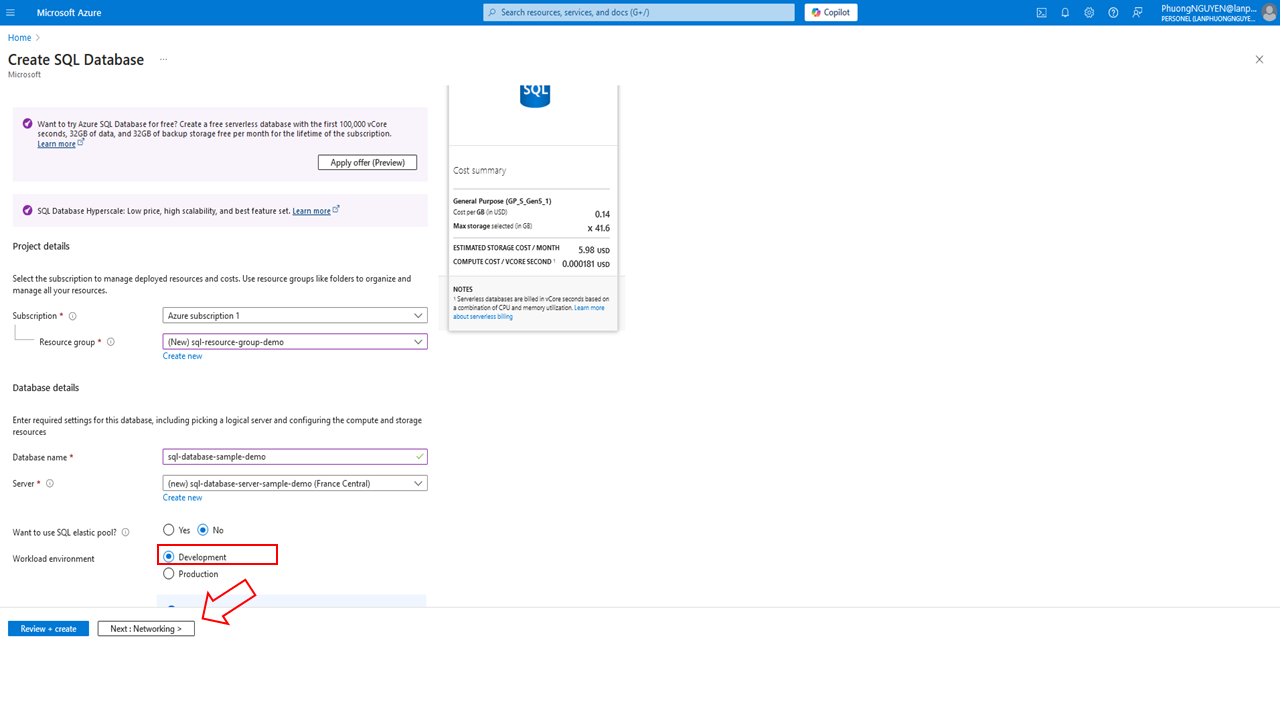 Microsoft Azure
Search resources, services, and docs (G+/)
Copilot
PhuongNGUYEN@lanp...
PERSONEL (LANPHUONGNGUYE...
Home
Create SQL Database ...
Microsoft
Want to try Azure SQL Database for free? Create a free serverless database with the first 100,000 vCore
seconds, 32GB of data, and 32GB of backup storage free per month for the lifetime of the subscription.
Learn more
Apply offer (Preview)
SQL Database Hyperscale: Low price, high scalability, and best feature set. Learn more
Project details
Select the subscription to manage deployed resources and costs. Use resource groups like folders to organize and
manage all your resources.
Subscription *
Azure subscription 1
Resource group *
(New) sql-resource-group-demo
Create new
Database details
Enter required settings for this database, including picking a logical server and configuring the compute and storage
resources
Database name *
sql-database-sample-demo
Server *
(new) sql-database-server-sample-demo (France Central)
Create new
Want to use SQL elastic pool?
Yes No
Workload environment
Development
Production
Review + create
Next : Networking >
SQL
Cost summary
General Purpose (GP_S_Gen5_1)
Cost per GB (in USD) 0.14
Max storage selected (in GB) x 41.6
ESTIMATED STORAGE COST / MONTH 5.98 USD
COMPUTE COST / VCORE SECOND ¹ 0.000181 USD
NOTES
¹ Serverless databases are billed in vCore seconds based on
a combination of CPU and memory utilization. Learn more
about serverless billing